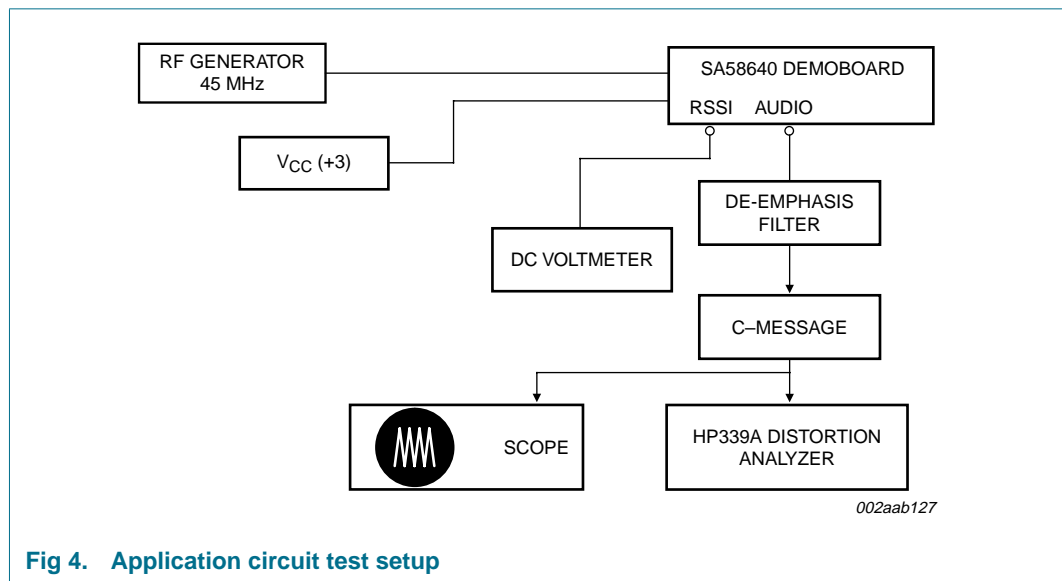 RF GENERATOR
45 MHz
SA58640 DEMOBOARD
RSSI AUDIO
VCC (+3)
DE-EMPHASIS
FILTER
DC VOLTMETER
C–MESSAGE
SCOPE
HP339A DISTORTION
ANALYZER
002aab127
Fig 4. Application circuit test setup